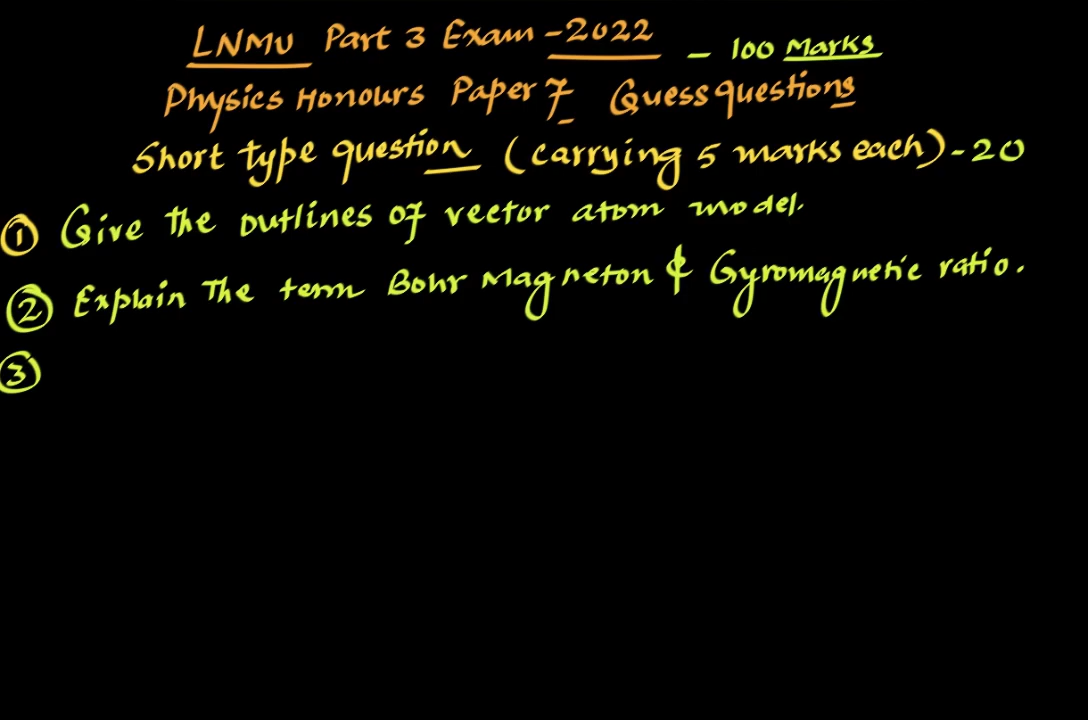 LNMU Part 3 Exam - 2022 - 100 Marks
Physics Honours Paper 7 Guess questions
Short type question (carrying 5 marks each) - 20
① Give the outlines of vector atom model.
② Explain The term Bohr Magneton & Gyromagnetic ratio.
③